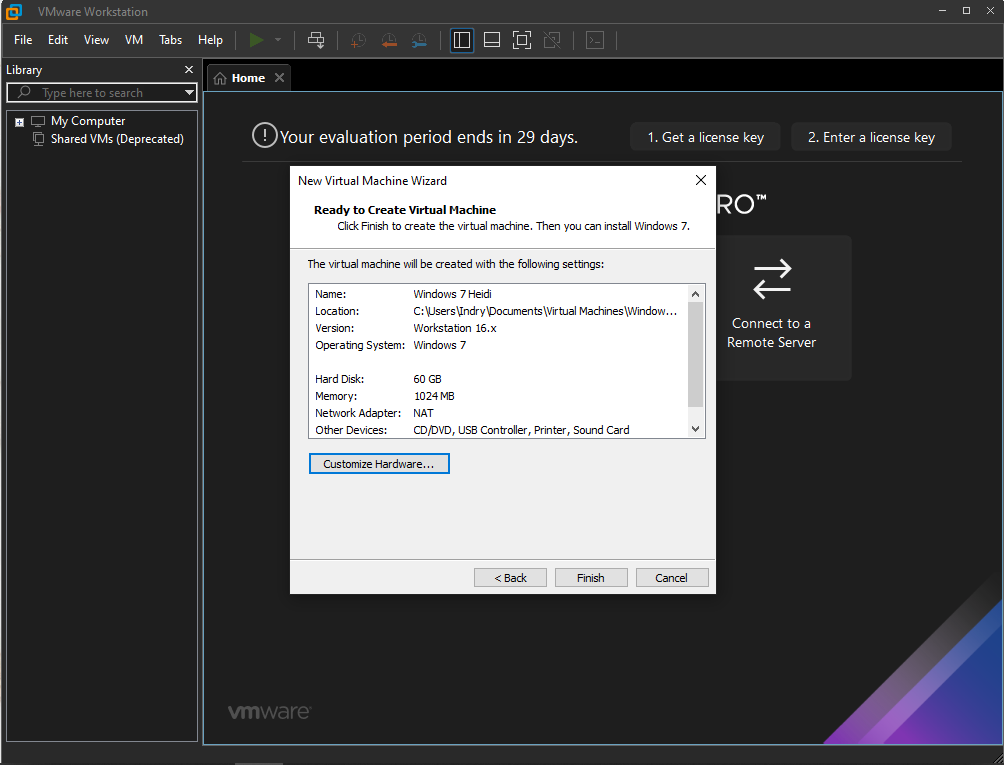 VMware Workstation
File Edit View VM Tabs Help
Library
Type here to search
My Computer
Shared VMs (Deprecated)
Home
Your evaluation period ends in 29 days.
1. Get a license key
2. Enter a license key
RO™
New Virtual Machine Wizard
Ready to Create Virtual Machine
Click Finish to create the virtual machine. Then you can install Windows 7.
The virtual machine will be created with the following settings:
Name: Windows 7 Heidi
Location: C:\Users\Indry\Documents\Virtual Machines\Window...
Version: Workstation 16.x
Operating System: Windows 7
Hard Disk: 60 GB
Memory: 1024 MB
Network Adapter: NAT
Other Devices: CD/DVD, USB Controller, Printer, Sound Card
Customize Hardware...
< Back
Finish
Cancel
Connect to a
Remote Server
vmware